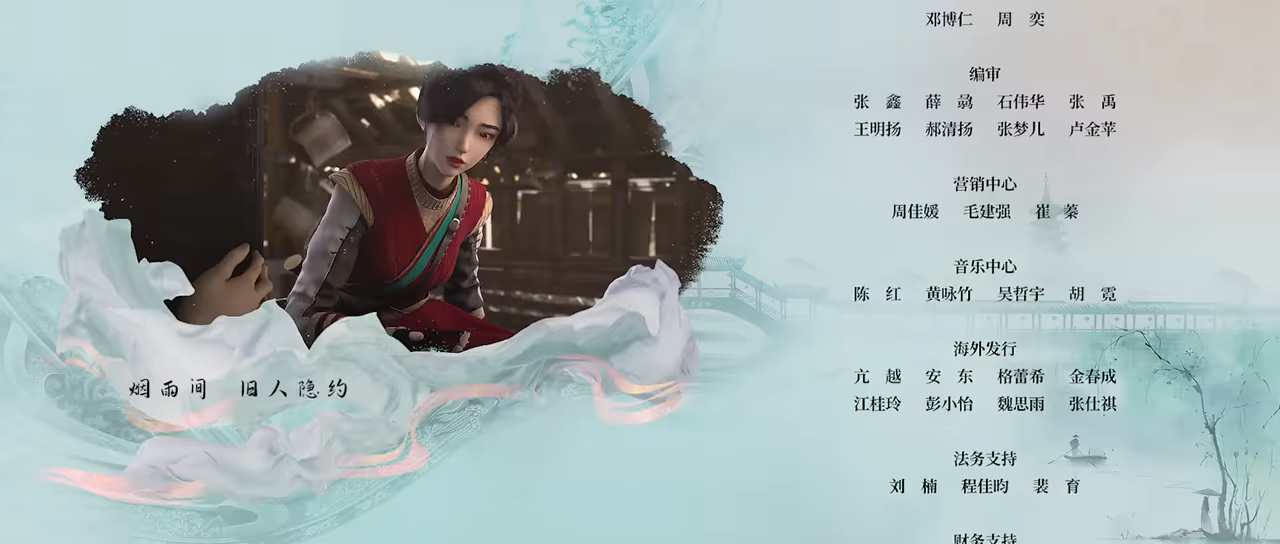 烟雨间　旧人隐约
邓博仁　周　奕
编审
张　鑫　薛　骉　石伟华　张　禹
王明扬　郝清扬　张梦儿　卢金苹
营销中心
周佳媛　毛建强　崔　蓁
音乐中心
陈　红　黄咏竹　吴哲宇　胡　霓
海外发行
亢　越　安　东　格蕾希　金春成
江桂玲　彭小怡　魏思雨　张仕祺
法务支持
刘　楠　程佳昀　裴　育
财务支持